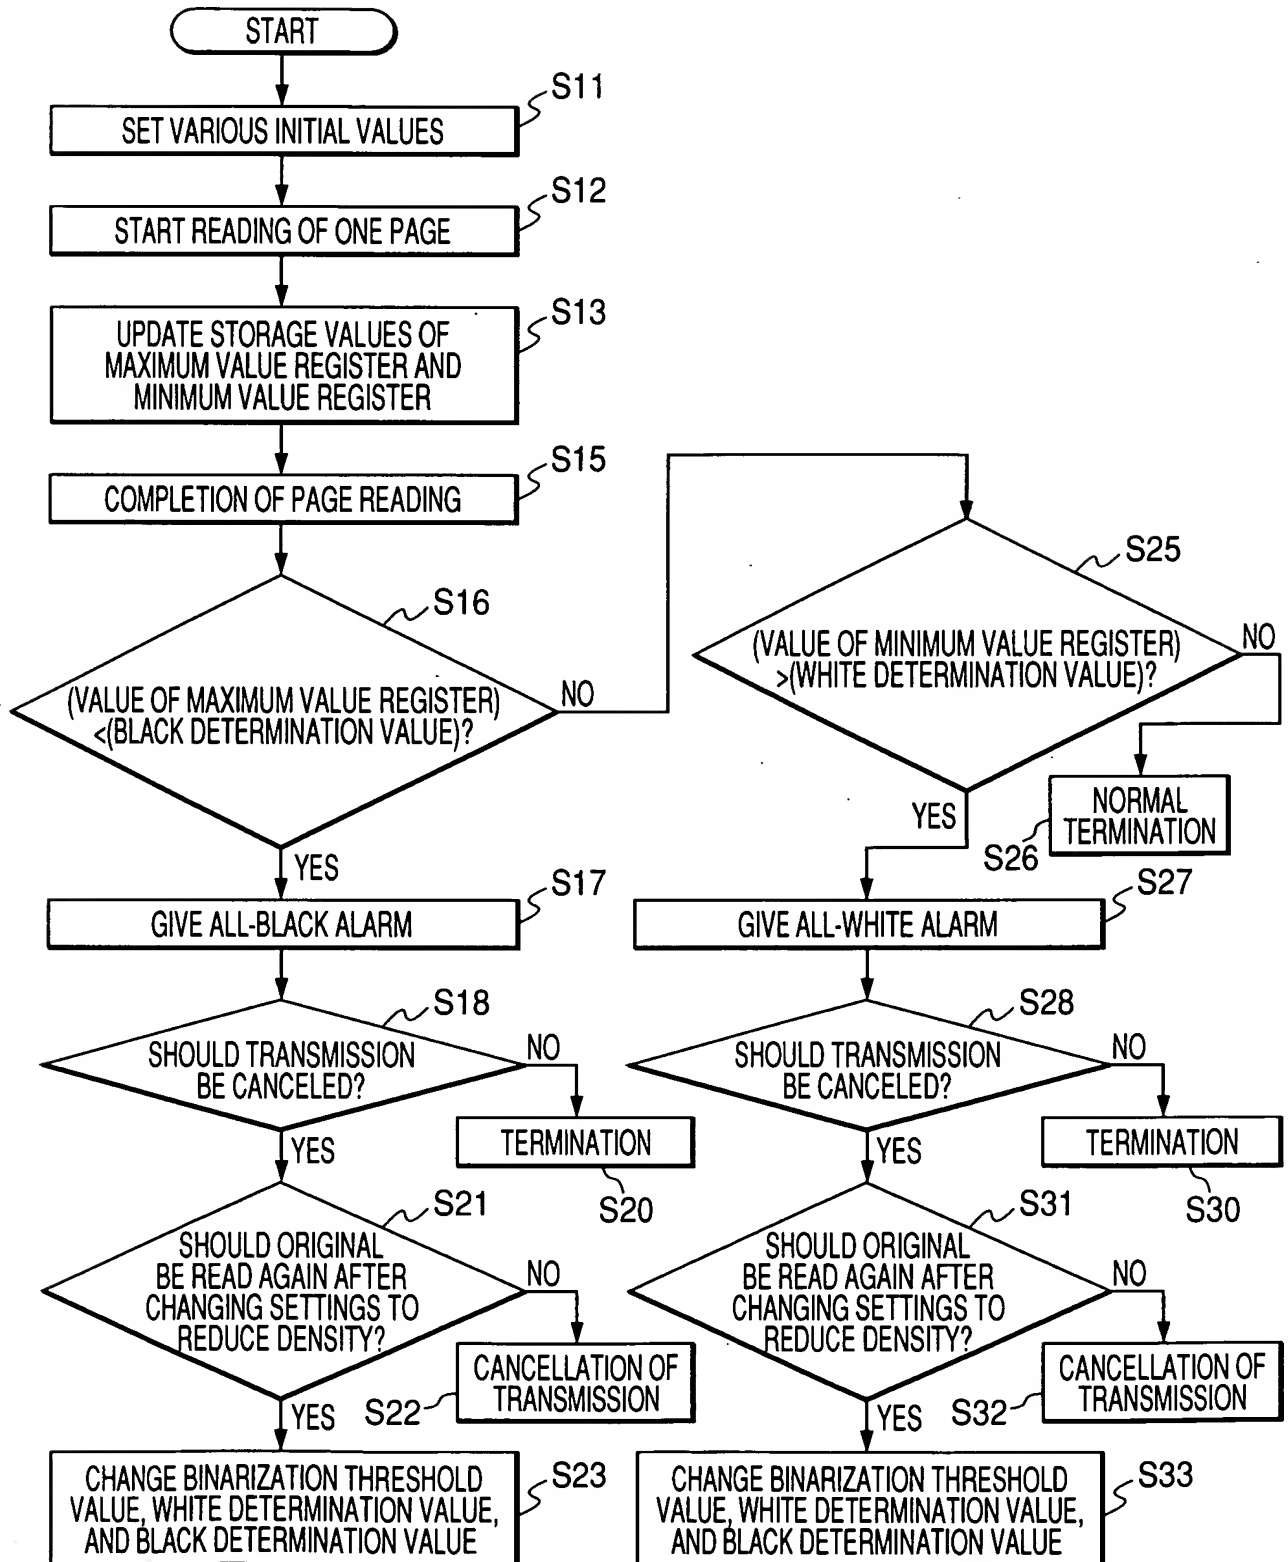 START
S11
SET VARIOUS INITIAL VALUES
S12
START READING OF ONE PAGE
S13
UPDATE STORAGE VALUES OF
MAXIMUM VALUE REGISTER AND
MINIMUM VALUE REGISTER
S15
COMPLETION OF PAGE READING
S16
(VALUE OF MAXIMUM VALUE REGISTER)
<(BLACK DETERMINATION VALUE)?
NO
YES
S25
(VALUE OF MINIMUM VALUE REGISTER)
>(WHITE DETERMINATION VALUE)?
NO
YES
NORMAL
TERMINATION
S26
S17
GIVE ALL-BLACK ALARM
S27
GIVE ALL-WHITE ALARM
S18
SHOULD TRANSMISSION
BE CANCELED?
NO
YES
TERMINATION
S20
S28
SHOULD TRANSMISSION
BE CANCELED?
NO
YES
TERMINATION
S30
S21
SHOULD ORIGINAL
BE READ AGAIN AFTER
CHANGING SETTINGS TO
REDUCE DENSITY?
NO
YES
CANCELLATION OF
TRANSMISSION
S22
S31
SHOULD ORIGINAL
BE READ AGAIN AFTER
CHANGING SETTINGS TO
REDUCE DENSITY?
NO
YES
CANCELLATION OF
TRANSMISSION
S32
S23
CHANGE BINARIZATION THRESHOLD
VALUE, WHITE DETERMINATION VALUE,
AND BLACK DETERMINATION VALUE
S33
CHANGE BINARIZATION THRESHOLD
VALUE, WHITE DETERMINATION VALUE,
AND BLACK DETERMINATION VALUE